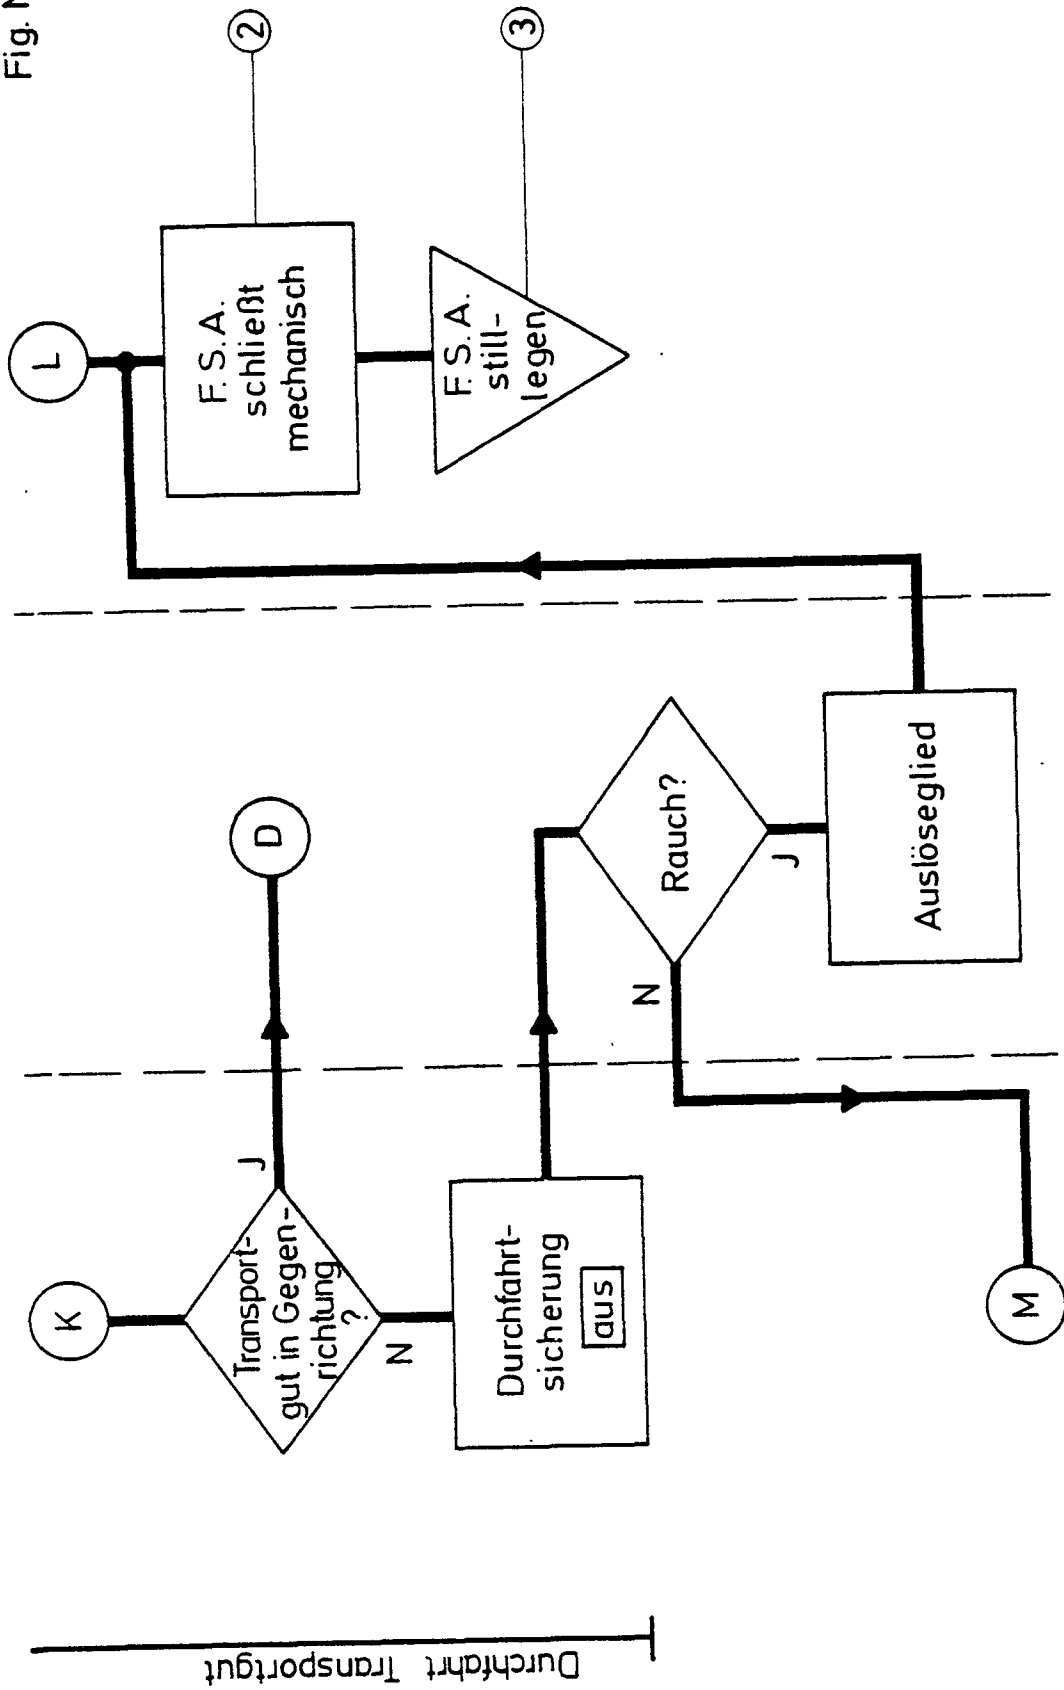 Fig. N
K
Transport-
gut in Gegen-
richtung
?
J
D
N
Durchfahrt-
sicherung
aus
Rauch?
N
J
M
Auslöseglied
L
F.S.A.
schließt
mechanisch
2
F.S.A.
still-
legen
3
Durchfahrt Transportgut